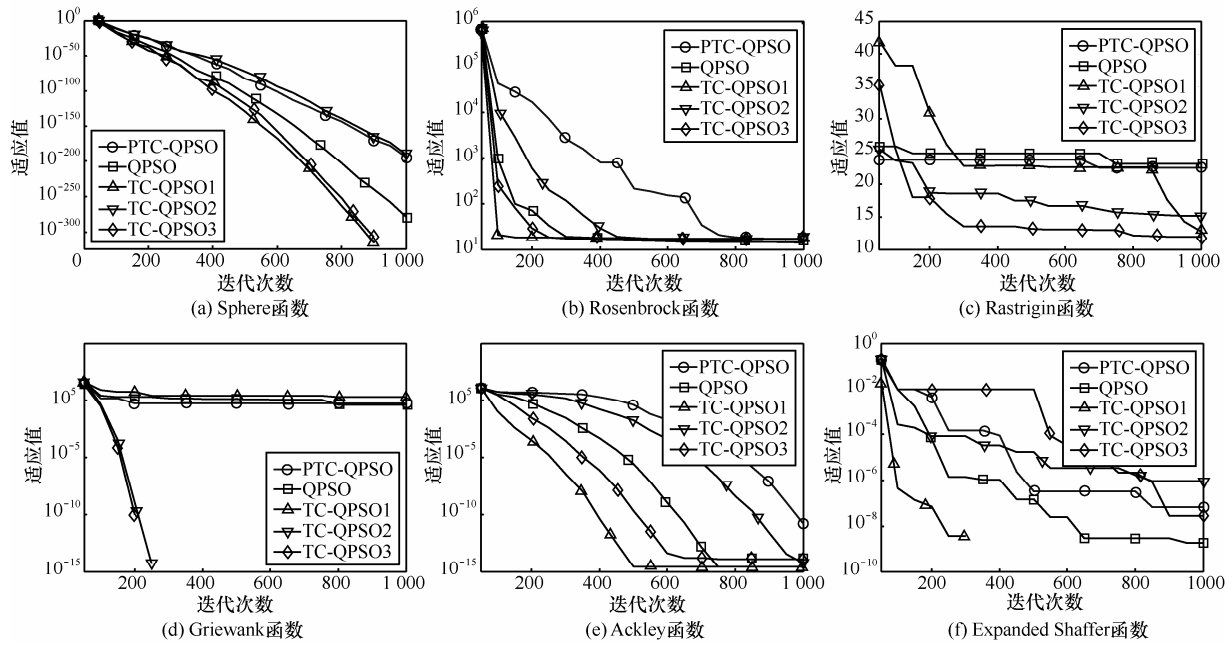 10^0
10^-50
10^-100
10^-150
10^-200
10^-250
10^-300
适应值
PTC-QPSO
QPSO
TC-QPSO1
TC-QPSO2
TC-QPSO3
0 200 400 600 800 1 000
迭代次数
(a) Sphere函数
10^6
10^5
10^4
10^3
10^2
10^1
适应值
PTC-QPSO
QPSO
TC-QPSO1
TC-QPSO2
TC-QPSO3
200 400 600 800 1 000
迭代次数
(b) Rosenbrock函数
45
40
35
30
25
20
15
10
适应值
PTC-QPSO
QPSO
TC-QPSO1
TC-QPSO2
TC-QPSO3
200 400 600 800 1 000
迭代次数
(c) Rastrigin函数
10^5
10^-5
10^-10
10^-15
适应值
PTC-QPSO
QPSO
TC-QPSO1
TC-QPSO2
TC-QPSO3
200 400 600 800 1 000
迭代次数
(d) Griewank函数
10^5
10^-5
10^-10
10^-15
适应值
PTC-QPSO
QPSO
TC-QPSO1
TC-QPSO2
TC-QPSO3
200 400 600 800 1 000
迭代次数
(e) Ackley函数
10^0
10^-2
10^-4
10^-6
10^-8
10^-10
适应值
PTC-QPSO
QPSO
TC-QPSO1
TC-QPSO2
TC-QPSO3
200 400 600 800 1 000
迭代次数
(f) Expanded Shaffer函数